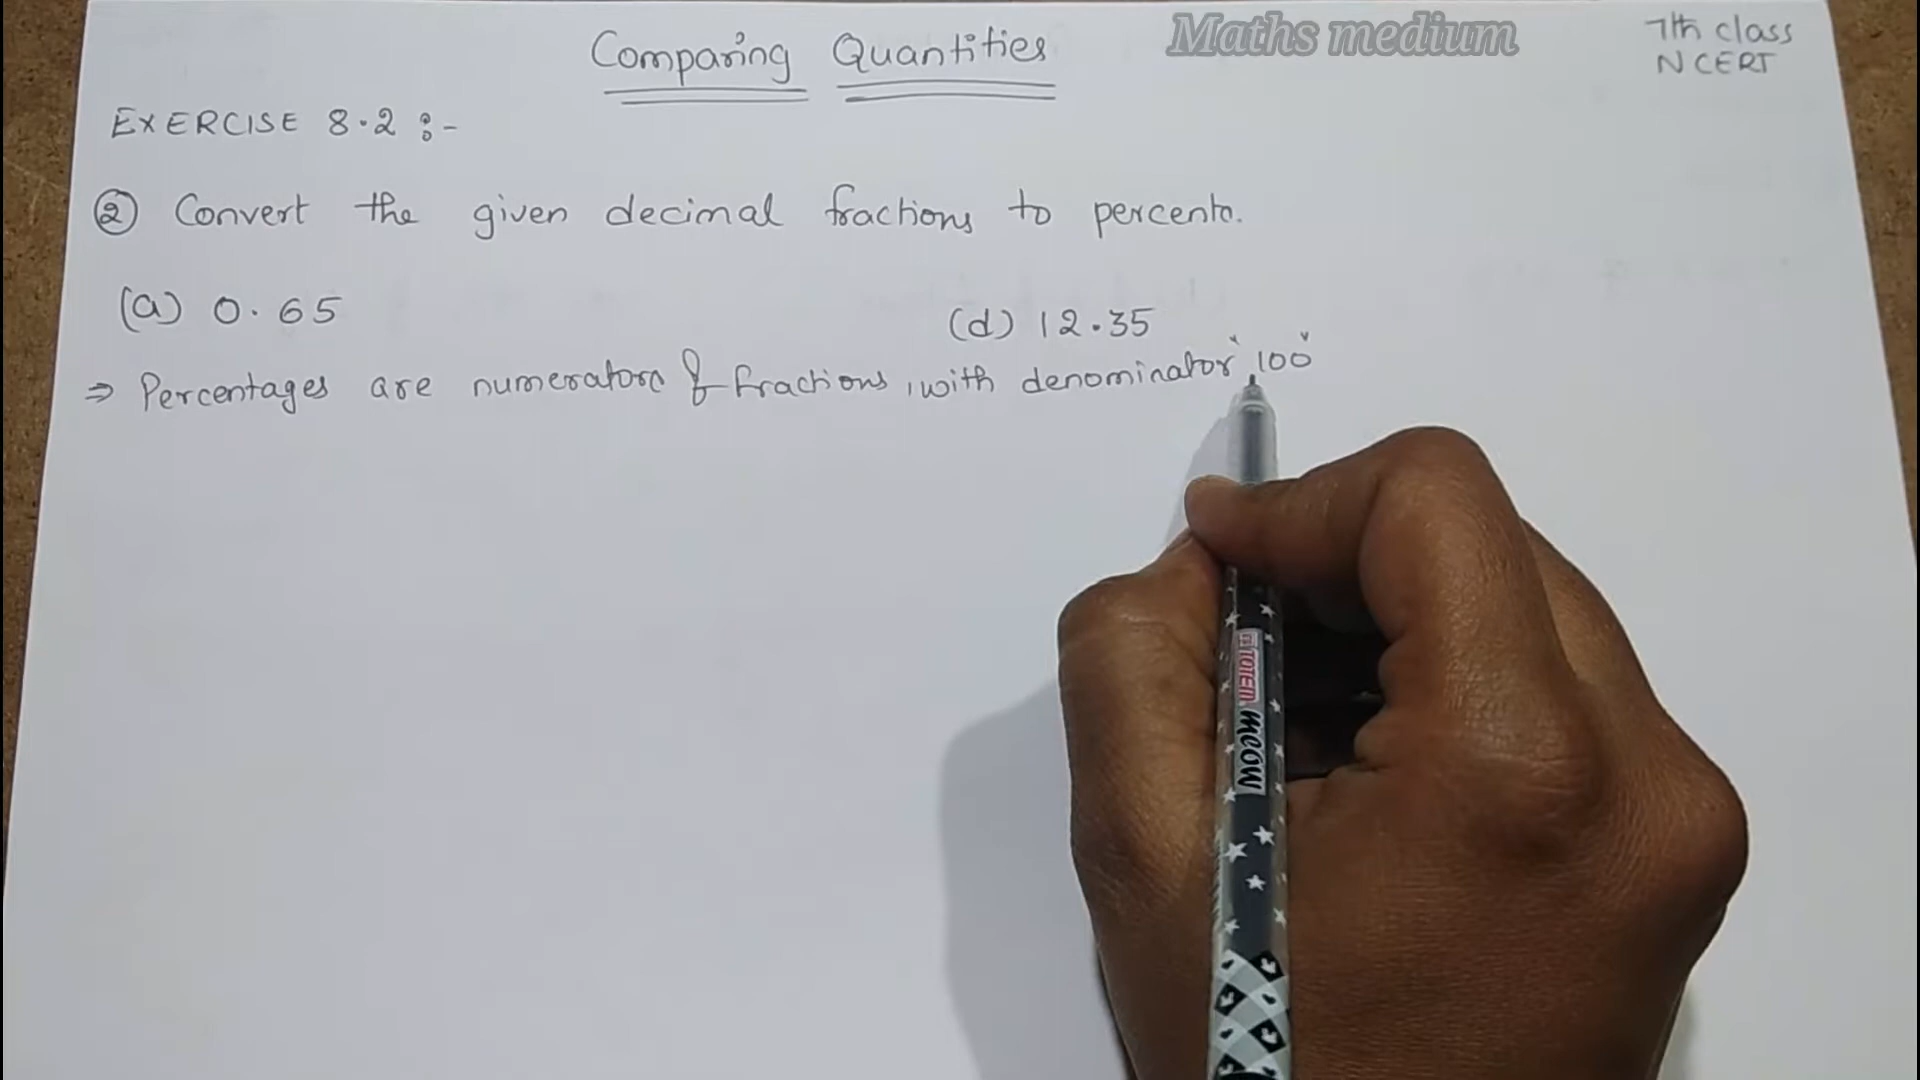 Comparing Quantities
Maths medium
7th class
NCERT
EXERCISE 8.2 :-
② Convert the given decimal fractions to percents.
(a) 0.65
(d) 12.35
⇒ Percentages are numerators of fractions, with denominator "100"
TOTEM MEOW